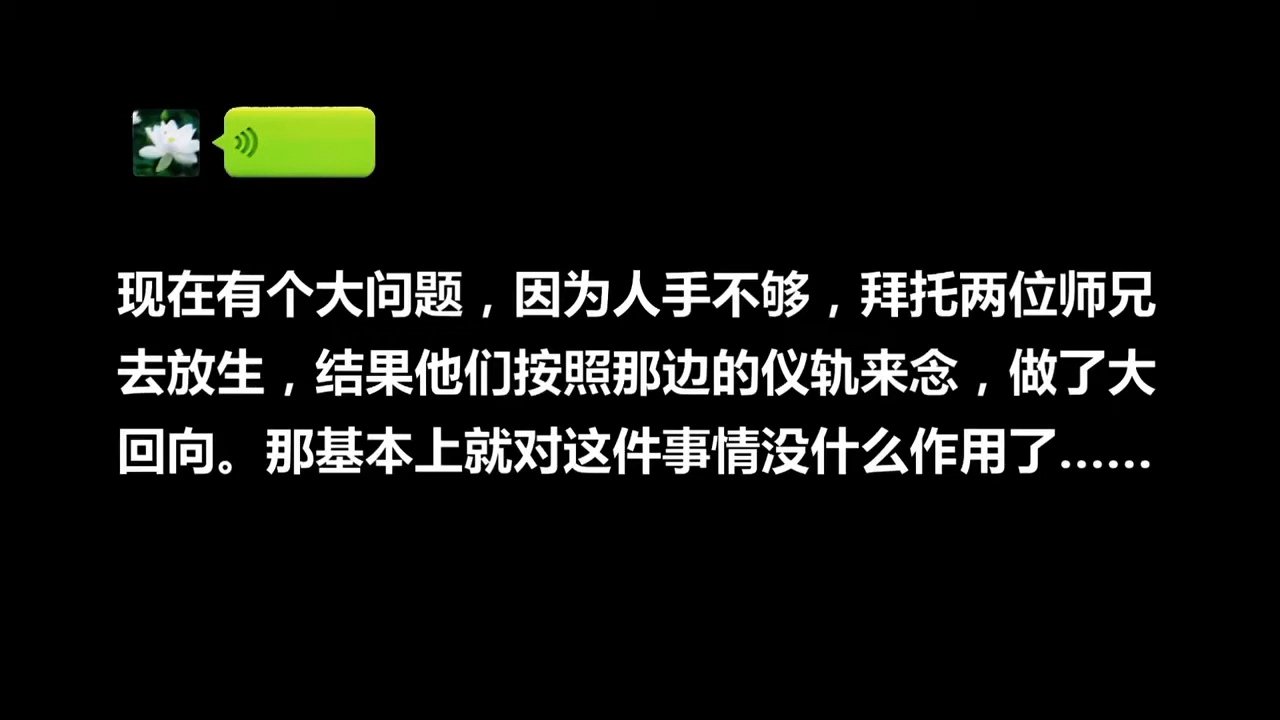 现在有个大问题，因为人手不够，拜托两位师兄
去放生，结果他们按照那边的仪轨来念，做了大
回向。那基本上就对这件事情没什么作用了……